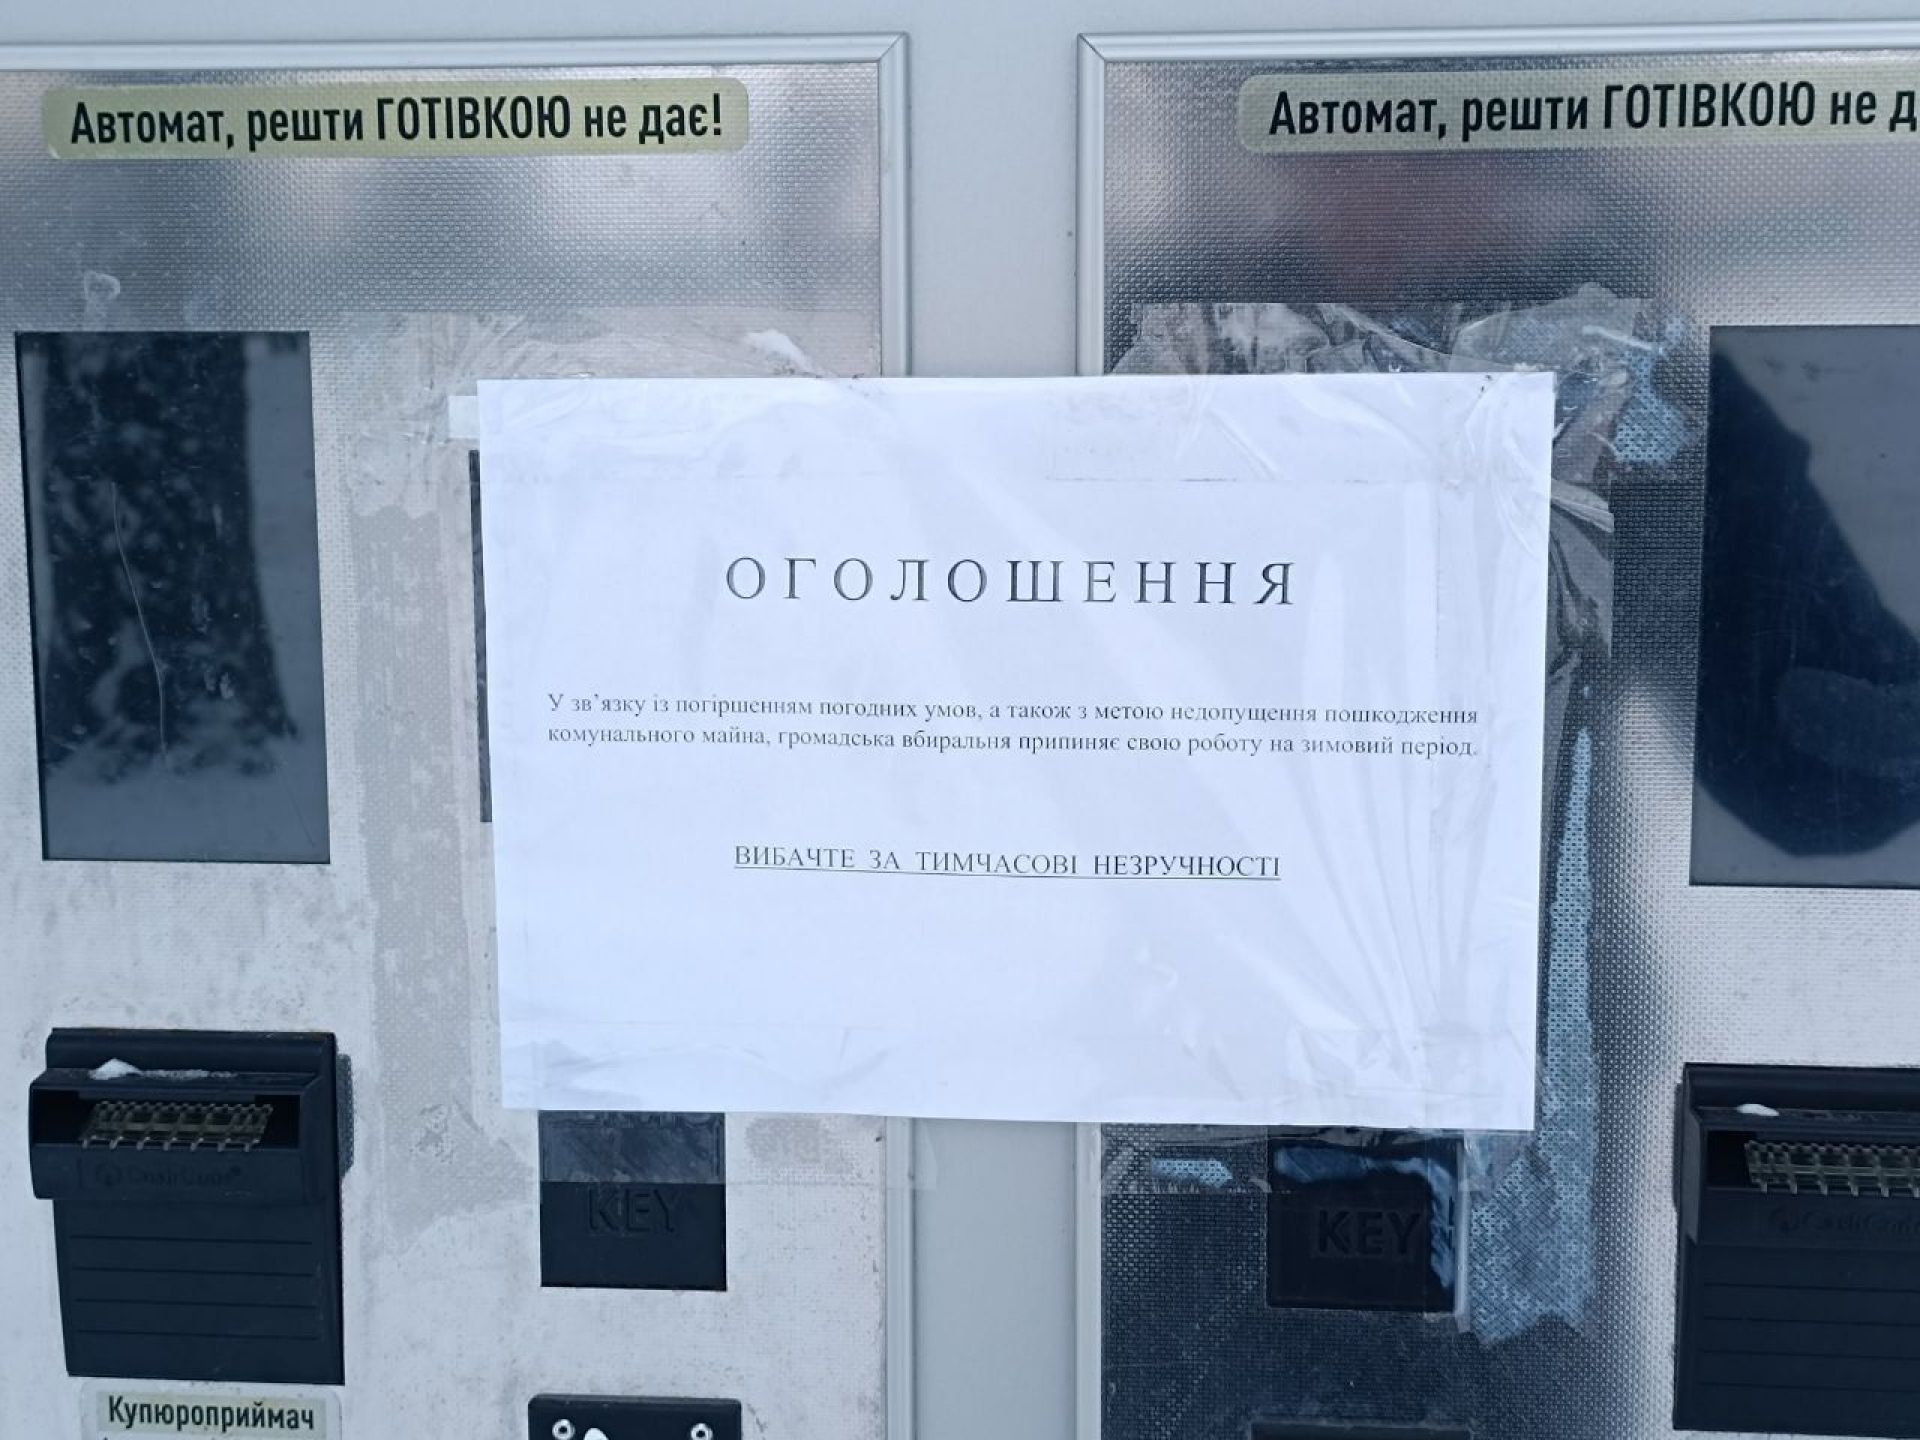 Автомат, решти ГОТІВКОЮ не дає!
Автомат, решти ГОТІВКОЮ не д
ОГОЛОШЕННЯ
У зв’язку із погіршенням погодних умов, а також з метою недопущення пошкодження
комунального майна, громадська вбиральня припиняє свою роботу на зимовий період.
ВИБАЧТЕ ЗА ТИМЧАСОВІ НЕЗРУЧНОСТІ
KEY
KEY
Купюроприймач